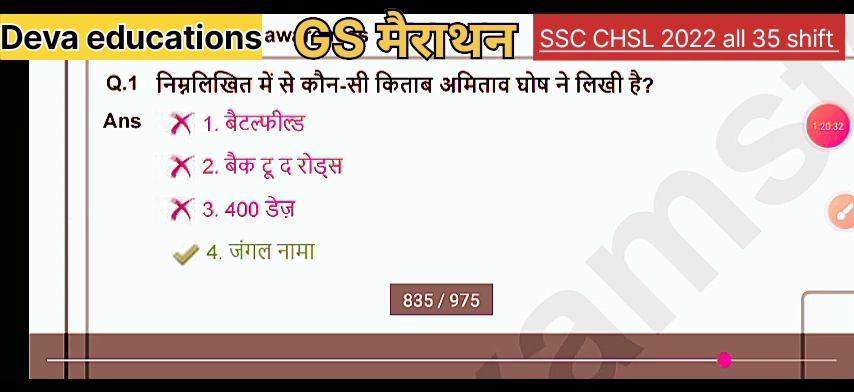 Deva educations
GS मैराथन
SSC CHSL 2022 all 35 shift
Q.1 निम्नलिखित में से कौन-सी किताब अमिताव घोष ने लिखी है?
Ans 1. बैटल्फील्ड
2. बैक टू द रोड्स
3. 400 डेज़
4. जंगल नामा
1:20:32
835 / 975